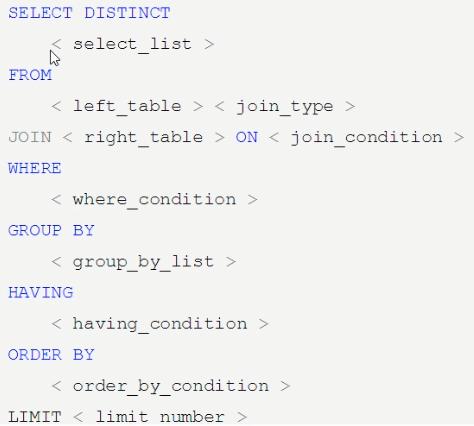 SELECT DISTINCT
< select_list >
FROM
< left_table > < join_type >
JOIN < right_table > ON < join_condition >
WHERE
< where_condition >
GROUP BY
< group_by_list >
HAVING
< having_condition >
ORDER BY
< order_by_condition >
LIMIT < limit number >